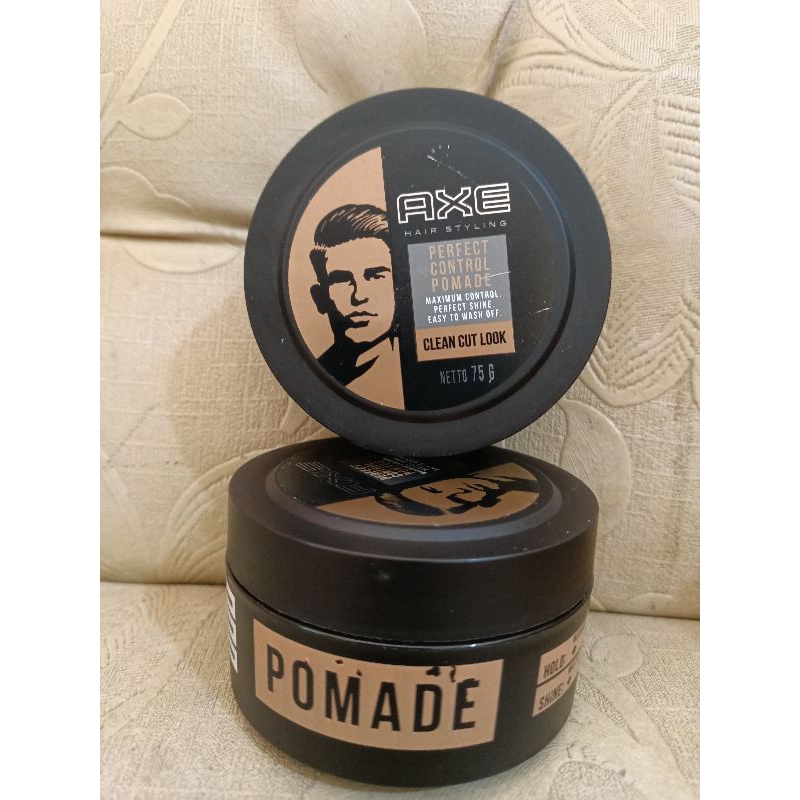 AXE
HAIR STYLING
PERFECT
CONTROL
POMADE
MAXIMUM CONTROL.
PERFECT SHINE.
EASY TO WASH OFF.
CLEAN CUT LOOK
NETTO 75 G
POMADE
HOLD:
SHINE: